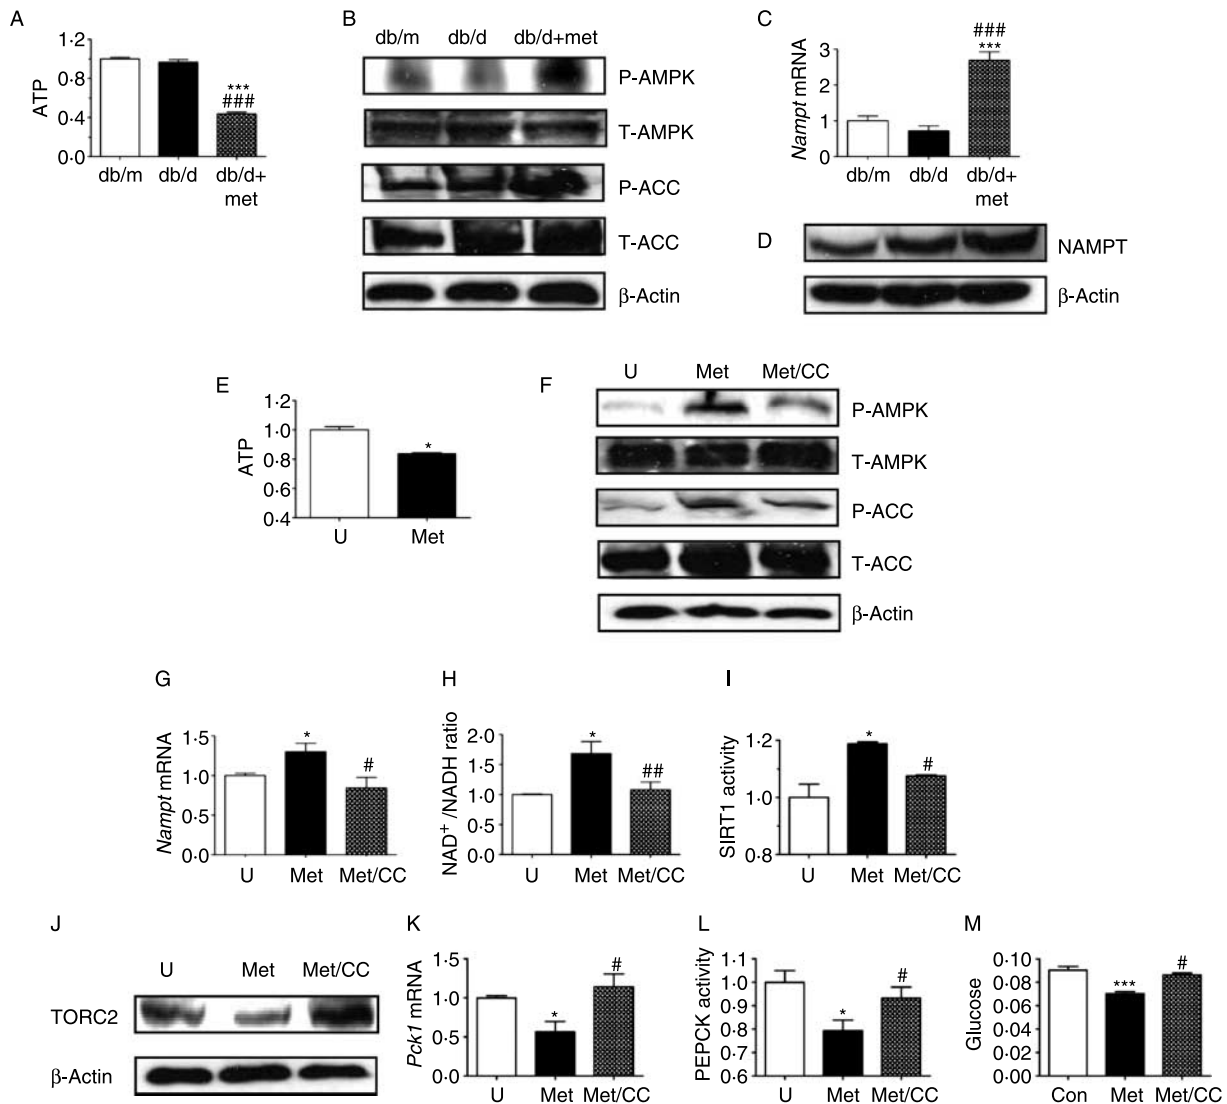 A
1·2
0·8
0·4
0·0
ATP
***
###
db/m
db/d
db/d+
met
B
db/m db/d db/d+met
P-AMPK
T-AMPK
P-ACC
T-ACC
β-Actin
C
3
2
1
0
Nampt mRNA
###
***
db/m
db/d
db/d+
met
D
NAMPT
β-Actin
E
1·2
1·0
0·8
0·6
0·4
ATP
*
U Met
F
U Met Met/CC
P-AMPK
T-AMPK
P-ACC
T-ACC
β-Actin
G
1·5
1·0
0·5
0·0
Nampt mRNA
*
#
U Met Met/CC
H
2·0
1·5
1·0
0·5
0·0
NAD+ /NADH ratio
*
##
U Met Met/CC
I
1·2
1·0
0·8
SIRT1 activity
*
#
U Met Met/CC
J
U Met Met/CC
TORC2
β-Actin
K
1·5
1·0
0·5
0·0
Pck1 mRNA
*
#
U Met Met/CC
L
1·1
1·0
0·9
0·8
0·7
0·6
PEPCK activity
*
#
U Met Met/CC
M
0·10
0·08
0·06
0·04
0·02
0·00
Glucose
***
#
Con Met Met/CC